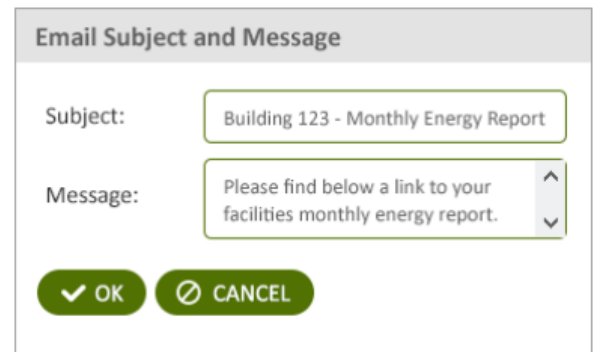 Email Subject and Message
Subject:
Building 123 - Monthly Energy Report
Message:
Please find below a link to your
facilities monthly energy report.
OK
CANCEL